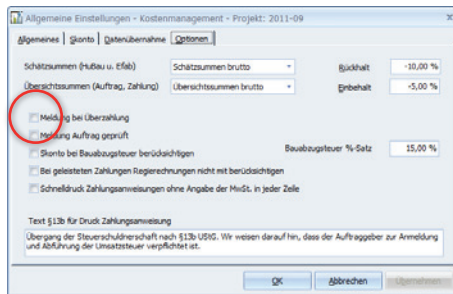 Allgemeine Einstellungen - Kostenmanagement - Projekt: 2011-09
Allgemeines Skonto Datenübernahme Optionen
Schätzsummen (HuBau u. Efab) Schätzsummen brutto Rückhalt -10,00 %
Übersichtssummen (Auftrag, Zahlung) Übersichtssummen brutto Einbehalt -5,00 %
Meldung bei Überzahlung
Meldung Auftrag geprüft
Skonto bei Bauabzugsteuer berücksichtigen Bauabzugsteuer %-Satz 15,00 %
Bei geleisteten Zahlungen Regierechnungen nicht mit berücksichtigen
Schnelldruck Zahlungsanweisungen ohne Angabe der MwSt. in jeder Zeile
Text §13b für Druck Zahlungsanweisung
Übergang der Steuerschuldnerschaft nach §13b UStG. Wir weisen darauf hin, dass der Auftraggeber zur Anmeldung
und Abführung der Umsatzsteuer verpflichtet ist.
OK Abbrechen Übernehmen